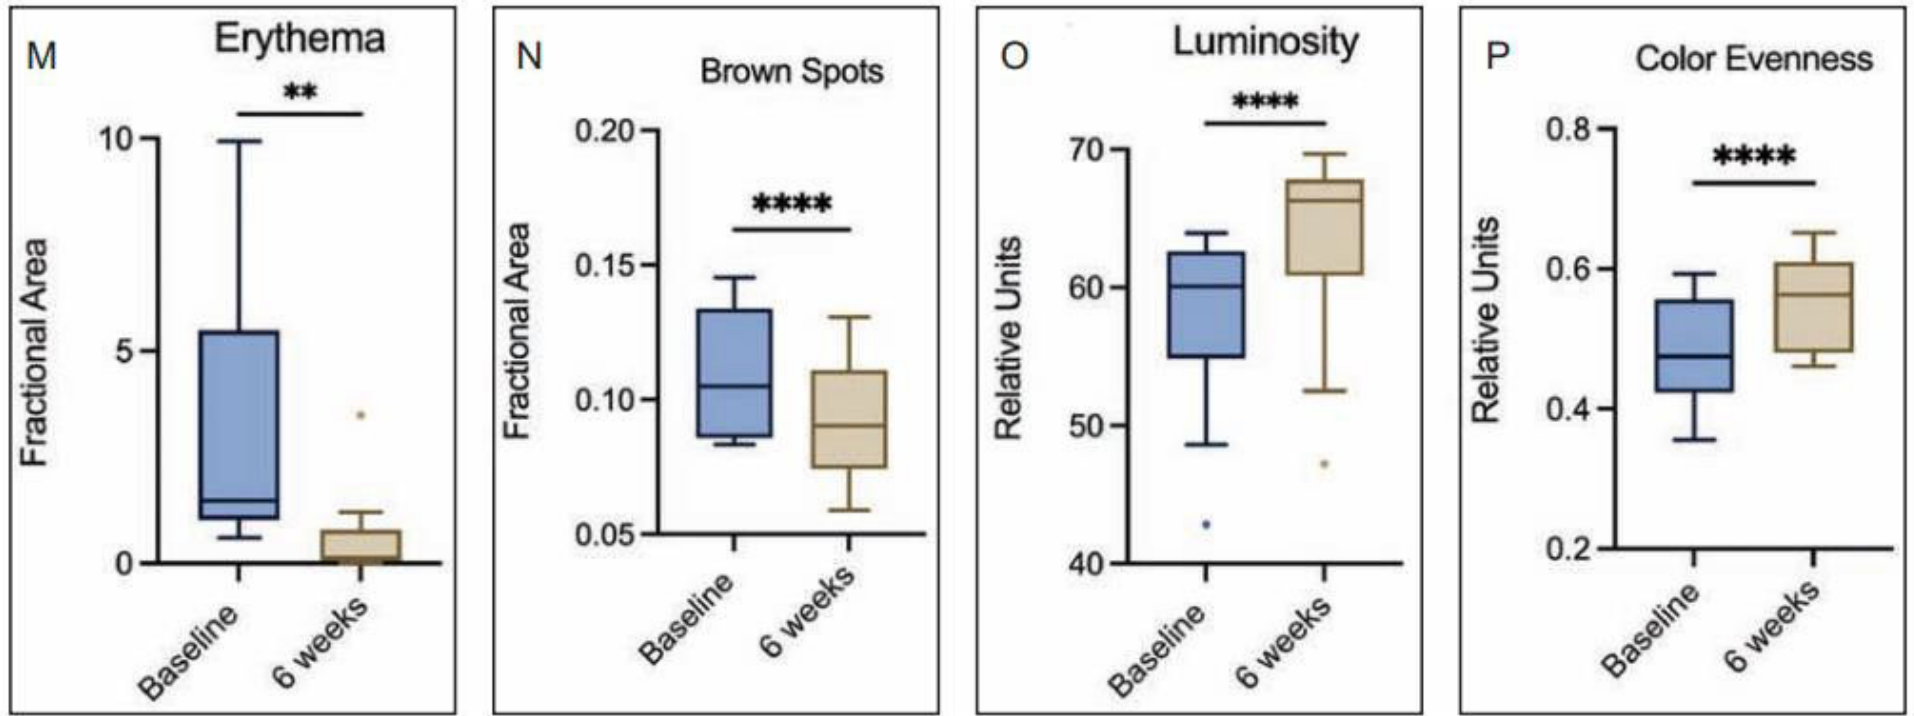 M
Erythema
**
10
5
0
Fractional Area
Baseline
6 weeks
N
Brown Spots
****
0.20
0.15
0.10
0.05
Fractional Area
Baseline
6 weeks
O
Luminosity
****
70
60
50
40
Relative Units
Baseline
6 weeks
P
Color Evenness
****
0.8
0.6
0.4
0.2
Relative Units
Baseline
6 weeks